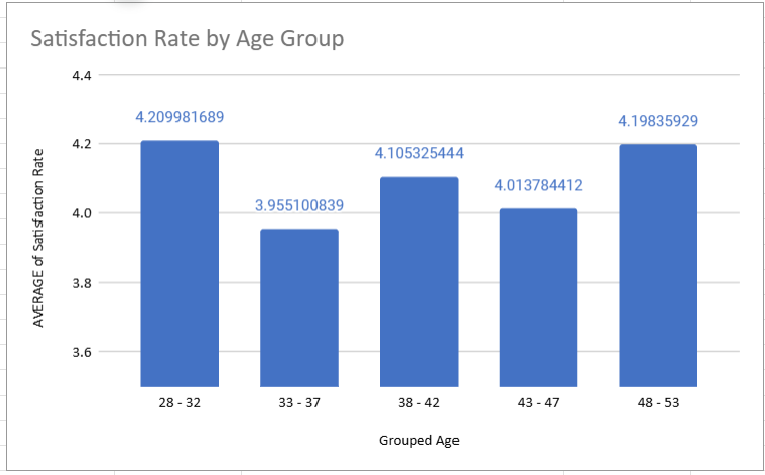 Satisfaction Rate by Age Group
4.4
4.209981689
4.19835929
4.2
4.105325444
4.013784412
3.955100839
4.0
3.8
3.6
AVERAGE of Satisfaction Rate
28 - 32
33 - 37
38 - 42
43 - 47
48 - 53
Grouped Age